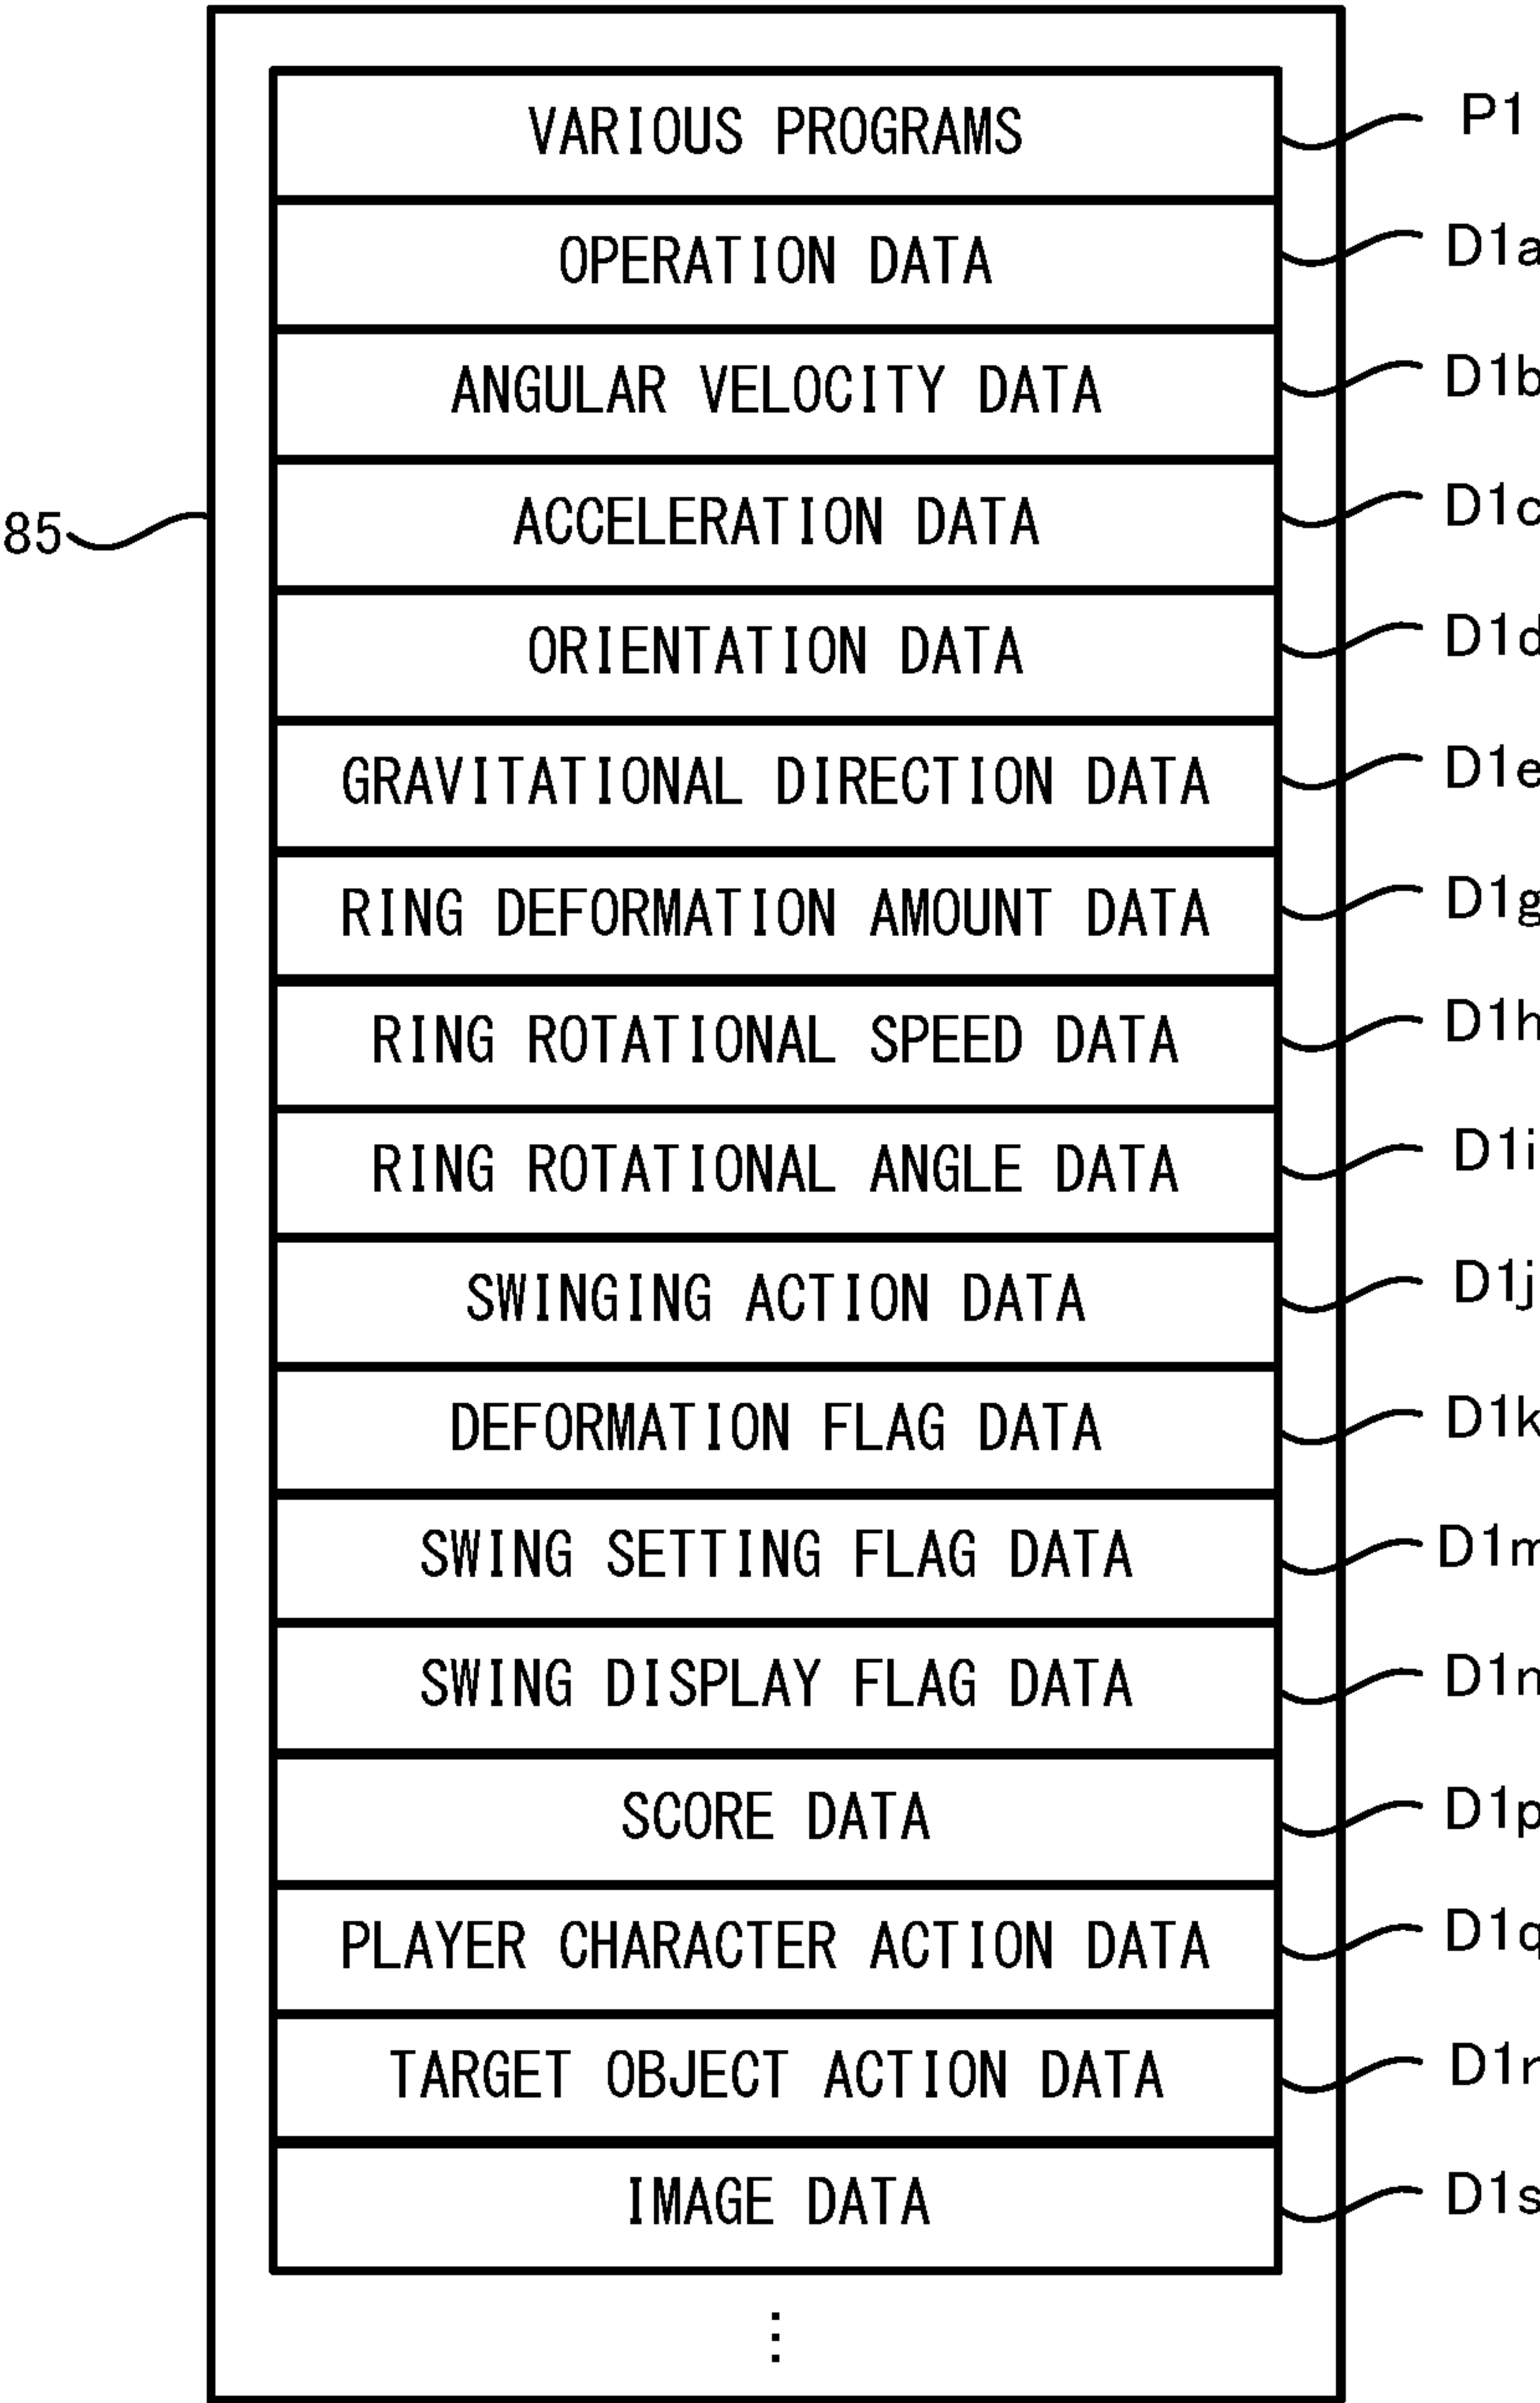 VARIOUS PROGRAMS P1
OPERATION DATA D1a
ANGULAR VELOCITY DATA D1b
ACCELERATION DATA D1c
85
ORIENTATION DATA D1d
GRAVITATIONAL DIRECTION DATA D1e
RING DEFORMATION AMOUNT DATA D1g
RING ROTATIONAL SPEED DATA D1h
RING ROTATIONAL ANGLE DATA D1i
SWINGING ACTION DATA D1j
DEFORMATION FLAG DATA D1k
SWING SETTING FLAG DATA D1m
SWING DISPLAY FLAG DATA D1n
SCORE DATA D1p
PLAYER CHARACTER ACTION DATA D1q
TARGET OBJECT ACTION DATA D1r
IMAGE DATA D1s
⋮